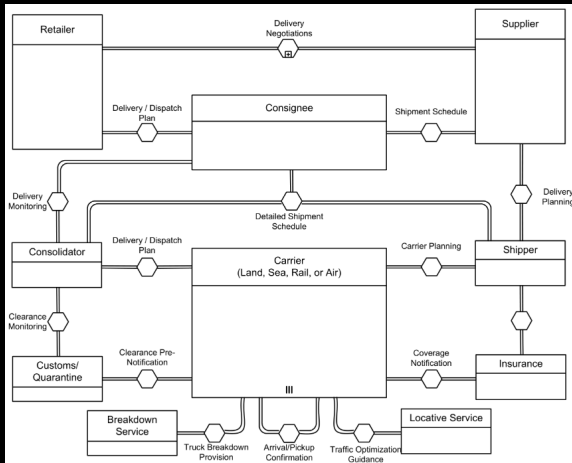 Retailer
Delivery
Negotiations
Supplier
Delivery / Dispatch
Plan
Consignee
Shipment Schedule
Delivery
Monitoring
Detailed Shipment
Schedule
Delivery
Planning
Consolidator
Delivery / Dispatch
Plan
Carrier
(Land, Sea, Rail, or Air)
Carrier Planning
Shipper
Clearance
Monitoring
Customs/
Quarantine
Clearance Pre-
Notification
Coverage
Notification
Insurance
Breakdown
Service
Truck Breakdown
Provision
Arrival/Pickup
Confirmation
Traffic Optimization
Guidance
Locative Service